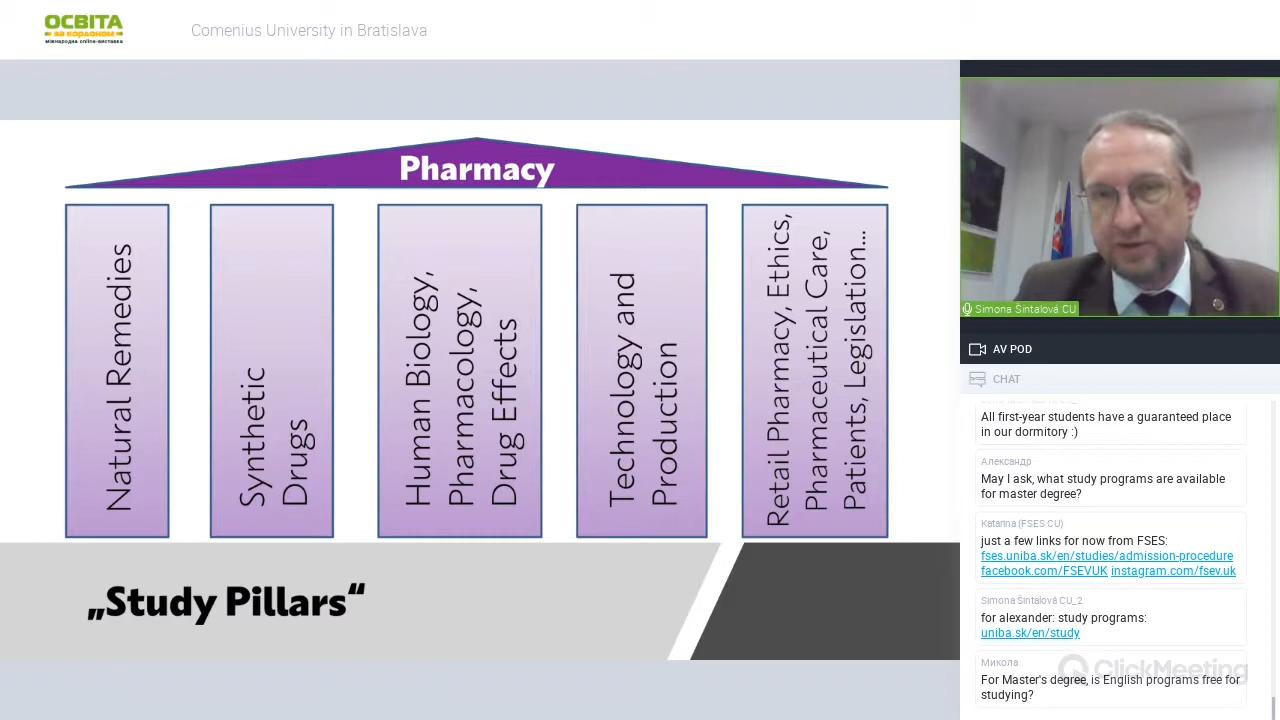 ОСВІТА
за кордоном
міжнародна online-виставка
Comenius University in Bratislava
Pharmacy
Natural Remedies
Synthetic
Drugs
Human Biology,
Pharmacology,
Drug Effects
Technology and
Production
Retail Pharmacy, Ethics,
Pharmaceutical Care,
Patients, Legislation...
„Study Pillars“
Simona Šintalová CU
AV POD
CHAT
All first-year students have a guaranteed place
in our dormitory :)
Александр
May I ask, what study programs are available
for master degree?
Katarina (FSES CU)
just a few links for now from FSES:
fses.uniba.sk/en/studies/admission-procedure
facebook.com/FSEVUK instagram.com/fsev.uk
Simona Šintalová CU_2
for alexander: study programs:
uniba.sk/en/study
Микола
ClickMeeting
For Master's degree, is English programs free for
studying?